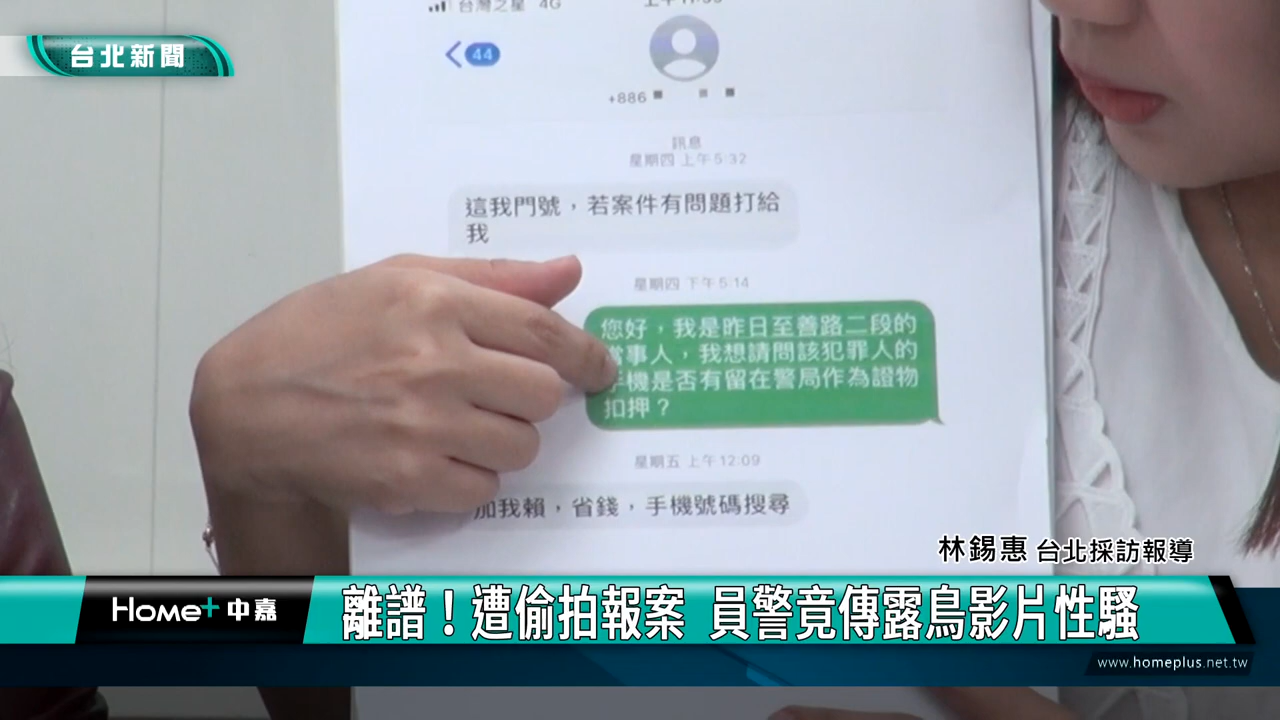 台灣之星 4G
台北新聞
44
+886
訊息
星期四 上午5:32
這我門號，若案件有問題打給
我
星期四 下午5:14
您好，我是昨日至善路二段的
當事人，我想請問該犯罪人的
手機是否有留在警局作為證物
扣押？
星期五 上午12:09
加我賴，省錢，手機號碼搜尋
林錫惠 台北採訪報導
Home+中嘉
離譜！遭偷拍報案 員警竟傳露鳥影片性騷
www.homeplus.net.tw